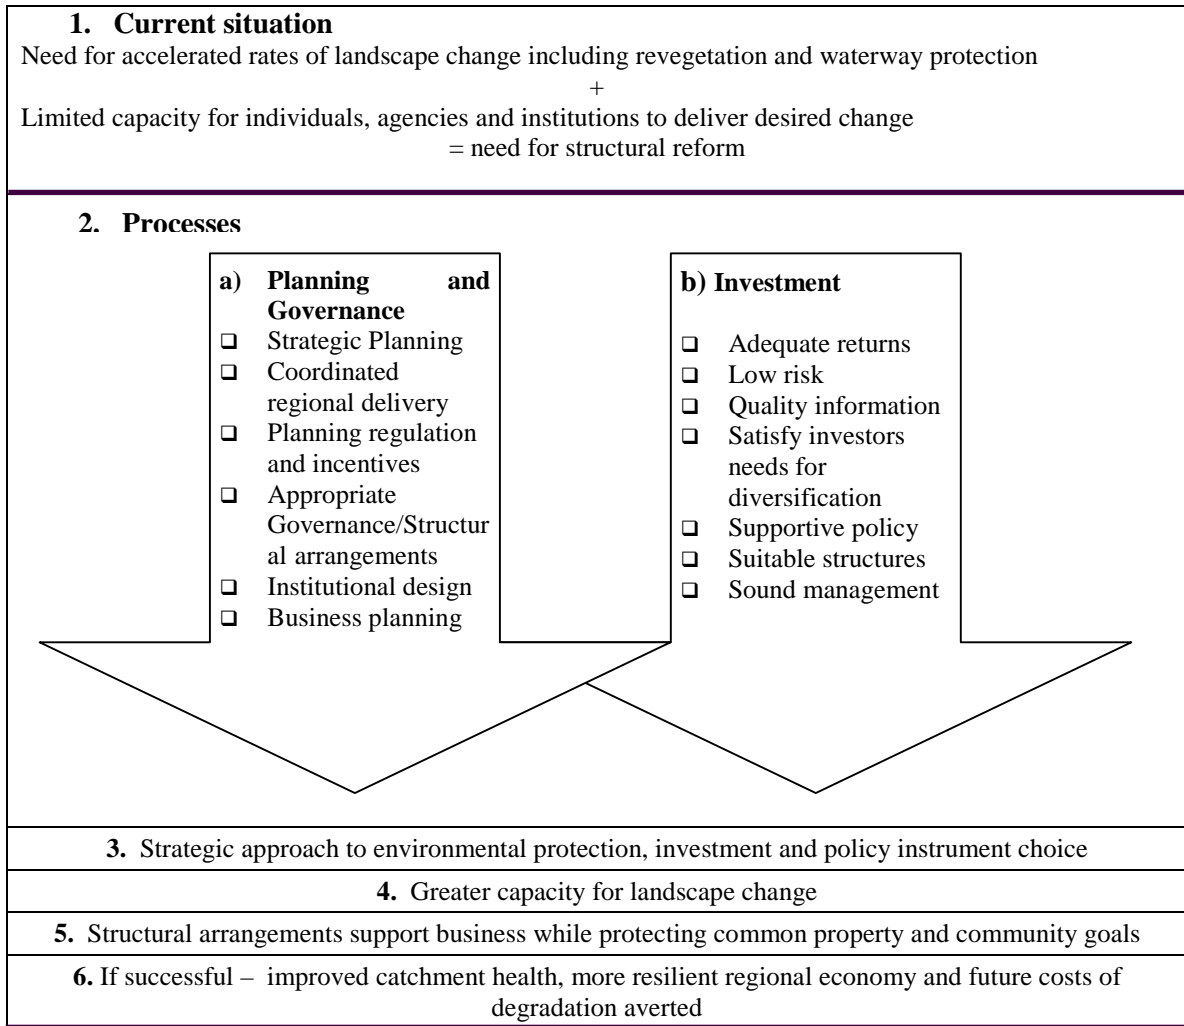 1. Current situation
Need for accelerated rates of landscape change including revegetation and waterway protection
+
Limited capacity for individuals, agencies and institutions to deliver desired change
= need for structural reform
2. Processes
a) Planning and
Governance
❑ Strategic Planning
❑ Coordinated
regional delivery
❑ Planning regulation
and incentives
❑ Appropriate
Governance/Structur
al arrangements
❑ Institutional design
❑ Business planning
b) Investment
❑ Adequate returns
❑ Low risk
❑ Quality information
❑ Satisfy investors
needs for
diversification
❑ Supportive policy
❑ Suitable structures
❑ Sound management
3. Strategic approach to environmental protection, investment and policy instrument choice
4. Greater capacity for landscape change
5. Structural arrangements support business while protecting common property and community goals
6. If successful – improved catchment health, more resilient regional economy and future costs of
degradation averted